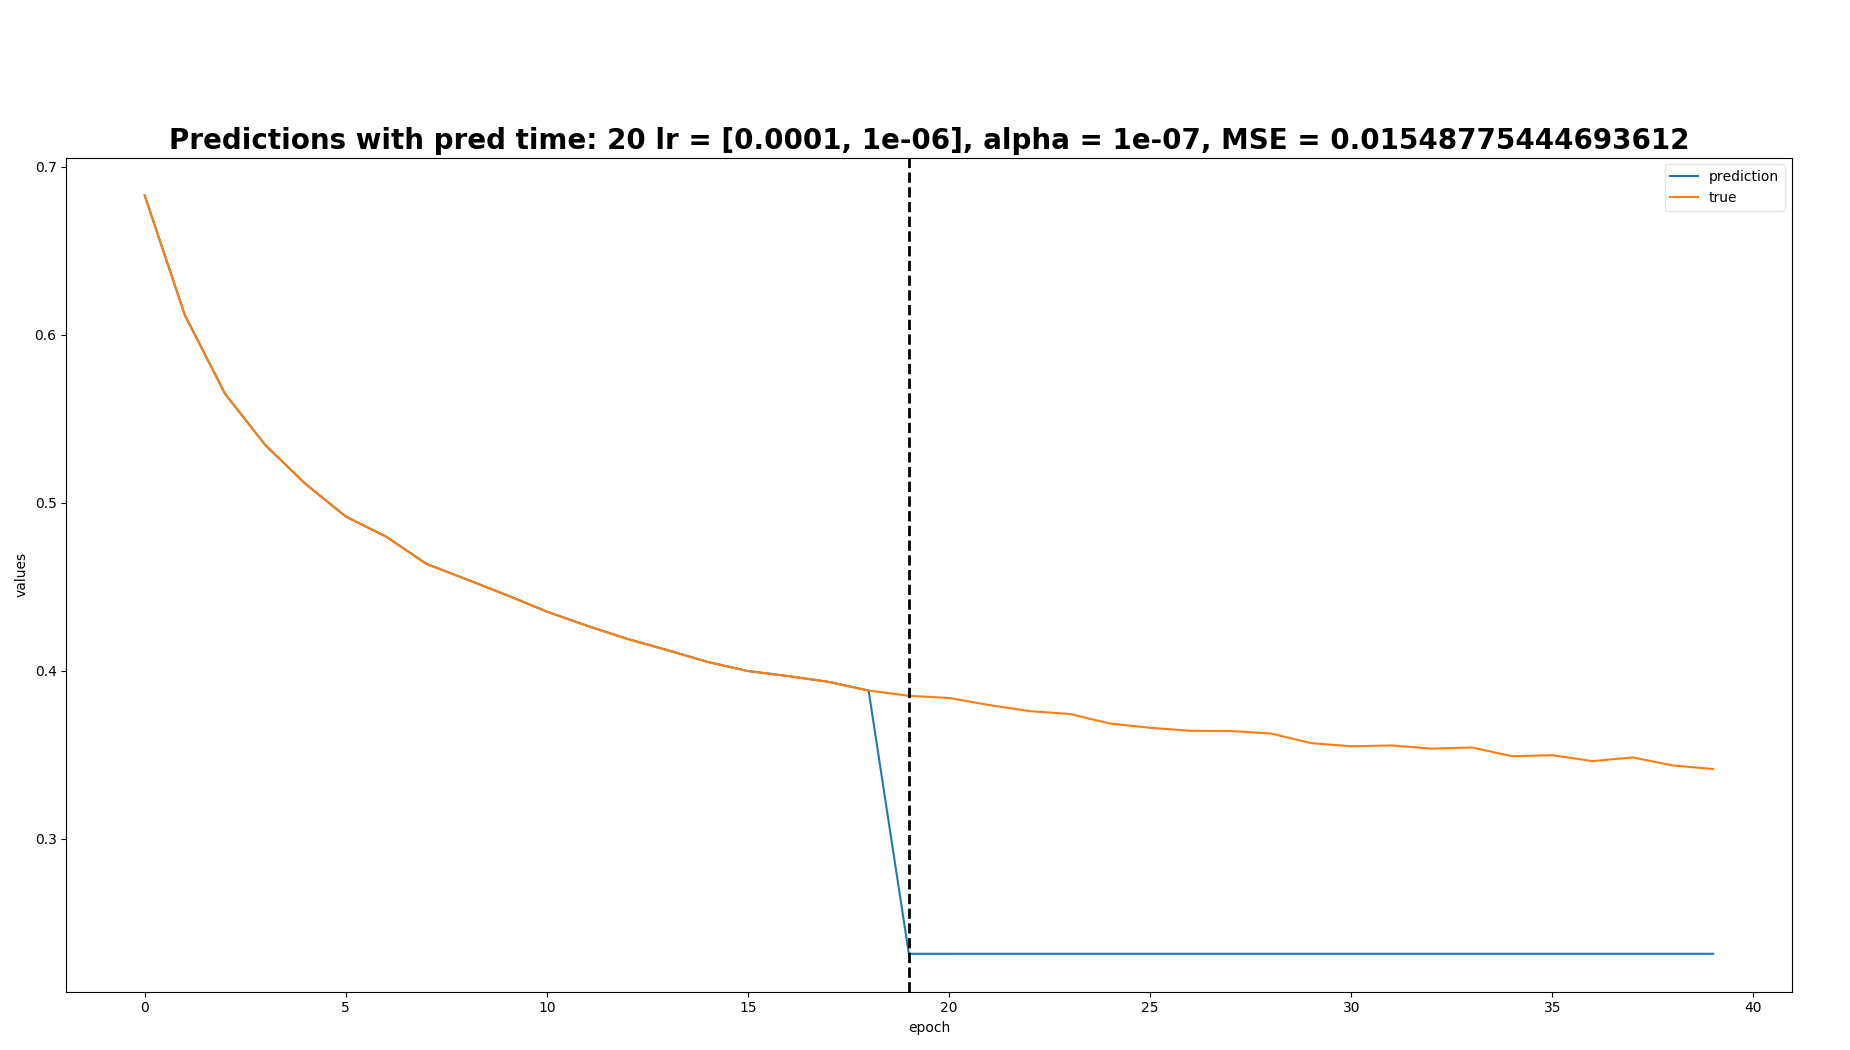 Predictions with pred time: 20 lr = [0.0001, 1e-06], alpha = 1e-07, MSE = 0.01548775444693612
prediction
true
0.7
0.6
0.5
0.4
0.3
values
0 5 10 15 20 25 30 35 40
epoch